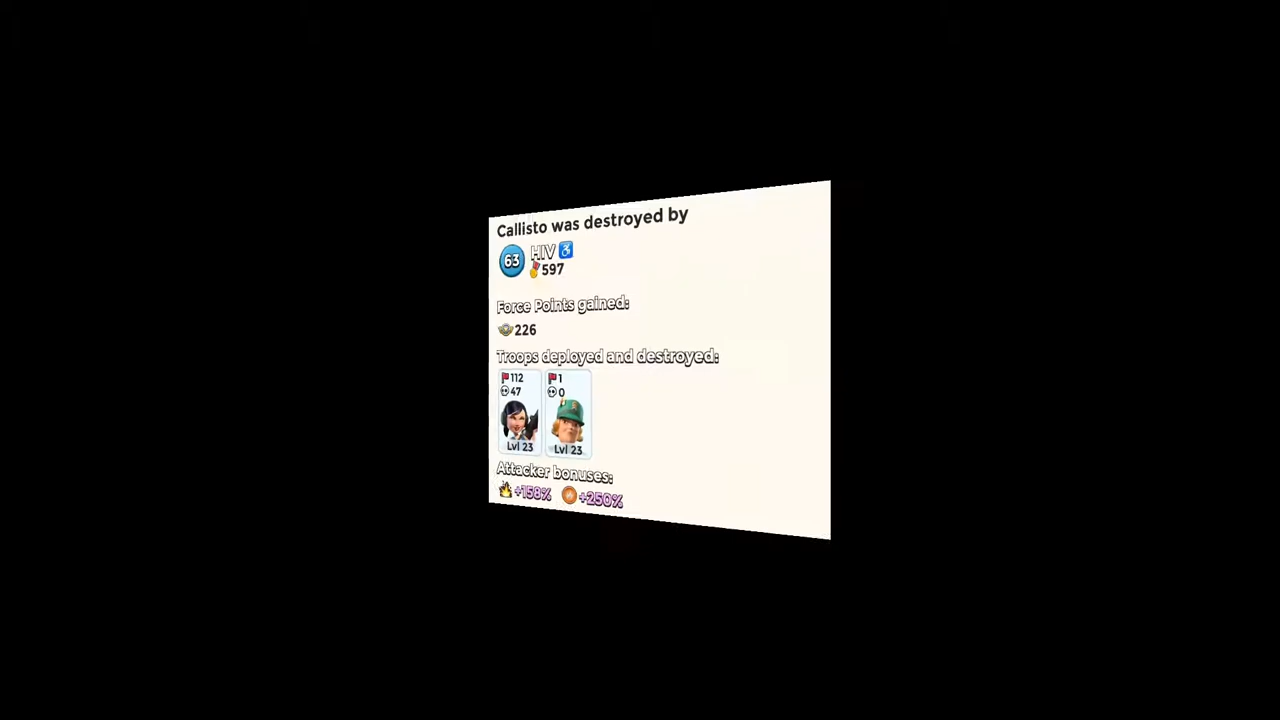 Callisto was destroyed by
63 HIV ♿
597
Force Points gained:
226
Troops deployed and destroyed:
112 1
47 0
Lvl 23 Lvl 23
Attacker bonuses:
+158% +250%